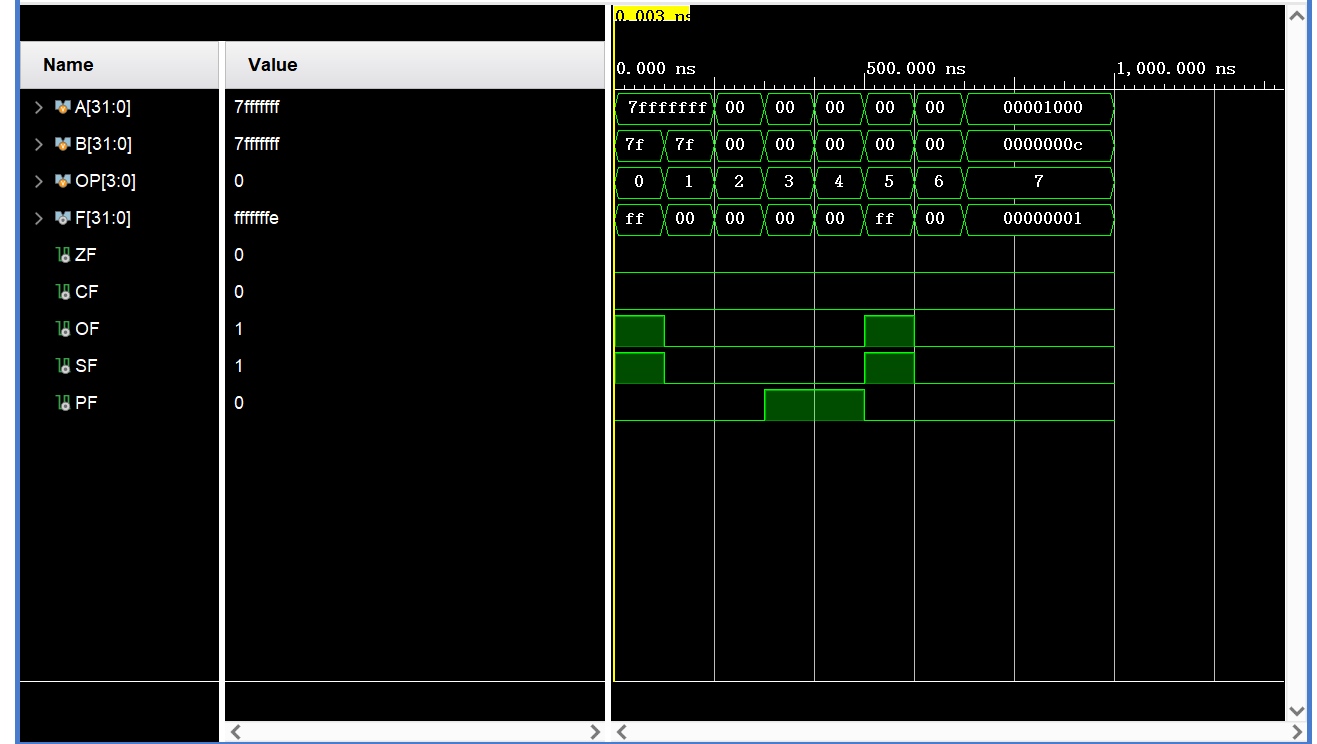 0.003 ns
Name Value 0.000 ns 500.000 ns 1,000.000 ns
A[31:0] 7fffffff 7fffffff 00 00 00 00 00 00001000
B[31:0] 7fffffff 7f 7f 00 00 00 00 00 0000000c
OP[3:0] 0 0 1 2 3 4 5 6 7
F[31:0] fffffffe ff 00 00 00 00 ff 00 00000001
ZF 0
CF 0
OF 1
SF 1
PF 0